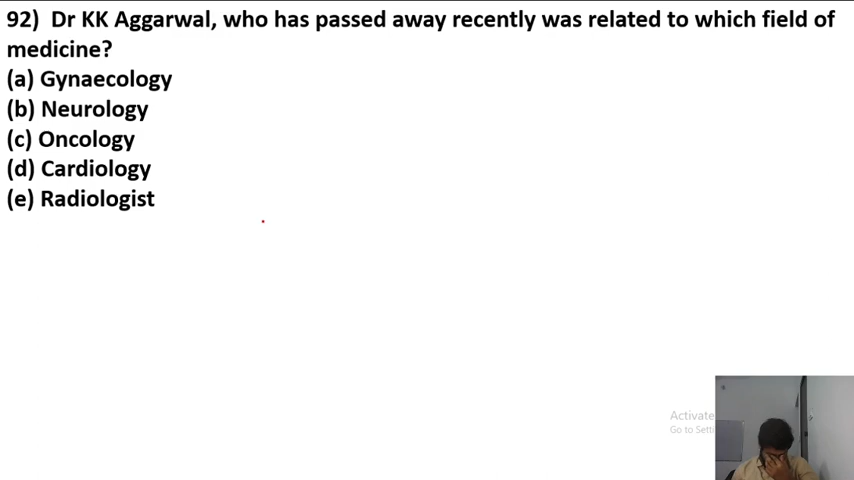 92)  Dr KK Aggarwal, who has passed away recently was related to which field of
medicine?
(a) Gynaecology
(b) Neurology
(c) Oncology
(d) Cardiology
(e) Radiologist
Activate
Go to Setti